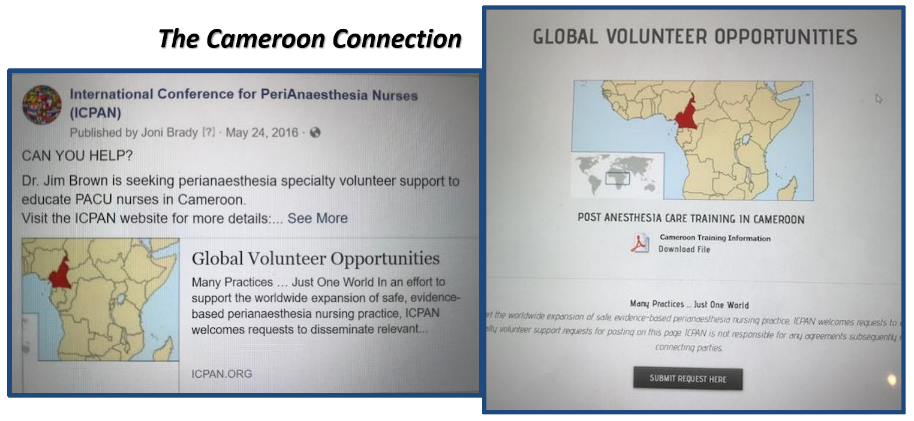 The Cameroon Connection
International Conference for PeriAnaesthesia Nurses
(ICPAN)
Published by Joni Brady [?] · May 24, 2016 ·
CAN YOU HELP?
Dr. Jim Brown is seeking perianaesthesia specialty volunteer support to
educate PACU nurses in Cameroon.
Visit the ICPAN website for more details:... See More
Global Volunteer Opportunities
Many Practices ... Just One World In an effort to
support the worldwide expansion of safe, evidence-
based perianaesthesia nursing practice, ICPAN
welcomes requests to disseminate relevant...
ICPAN.ORG
GLOBAL VOLUNTEER OPPORTUNITIES
POST ANESTHESIA CARE TRAINING IN CAMEROON
Cameroon Training Information
Download File
Many Practices ... Just One World
the worldwide expansion of safe, evidence-based perianaesthesia nursing practice, ICPAN welcomes requests to
volunteer support requests for posting on this page. ICPAN is not responsible for any agreements subsequently
connecting parties.
SUBMIT REQUEST HERE